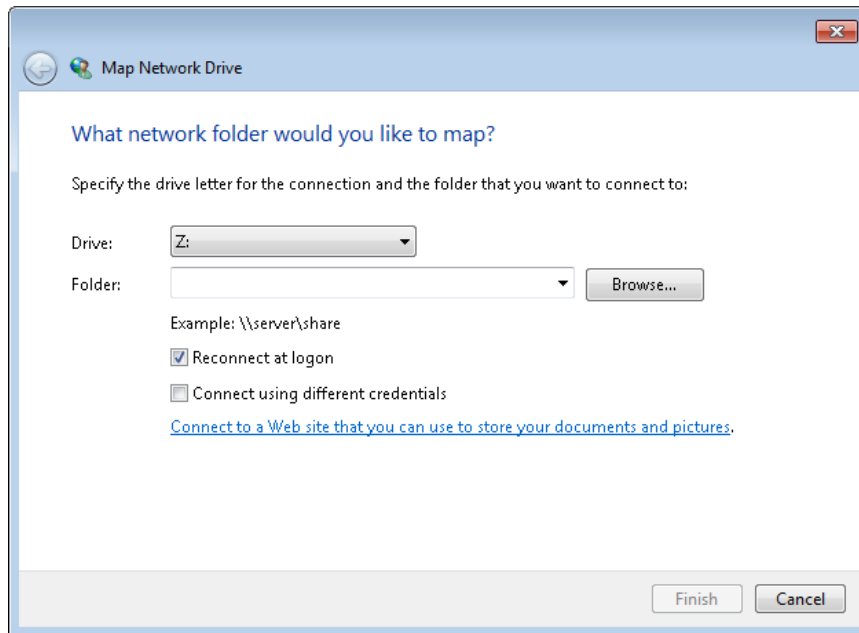 Map Network Drive
What network folder would you like to map?
Specify the drive letter for the connection and the folder that you want to connect to:
Drive: Z:
Folder: Browse...
Example: \\server\share
Reconnect at logon
Connect using different credentials
Connect to a Web site that you can use to store your documents and pictures.
Finish Cancel